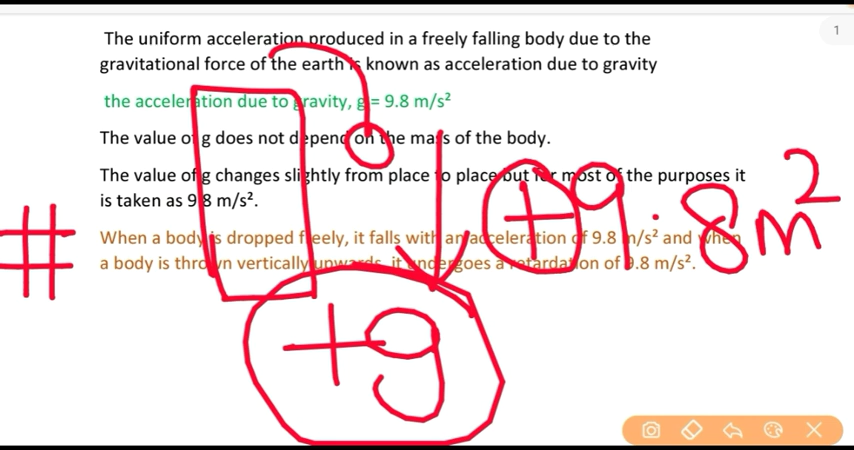 1
The uniform acceleration produced in a freely falling body due to the
gravitational force of the earth is known as acceleration due to gravity
the acceleration due to gravity, g = 9.8 m/s²
The value of g does not depend on the mass of the body.
The value of g changes slightly from place to place but for most of the purposes it
is taken as 9.8 m/s².
When a body is dropped freely, it falls with an acceleration of 9.8 m/s² and when
a body is thrown vertically upwards, it undergoes a retardation of 9.8 m/s².
#
+9.8m²
+g